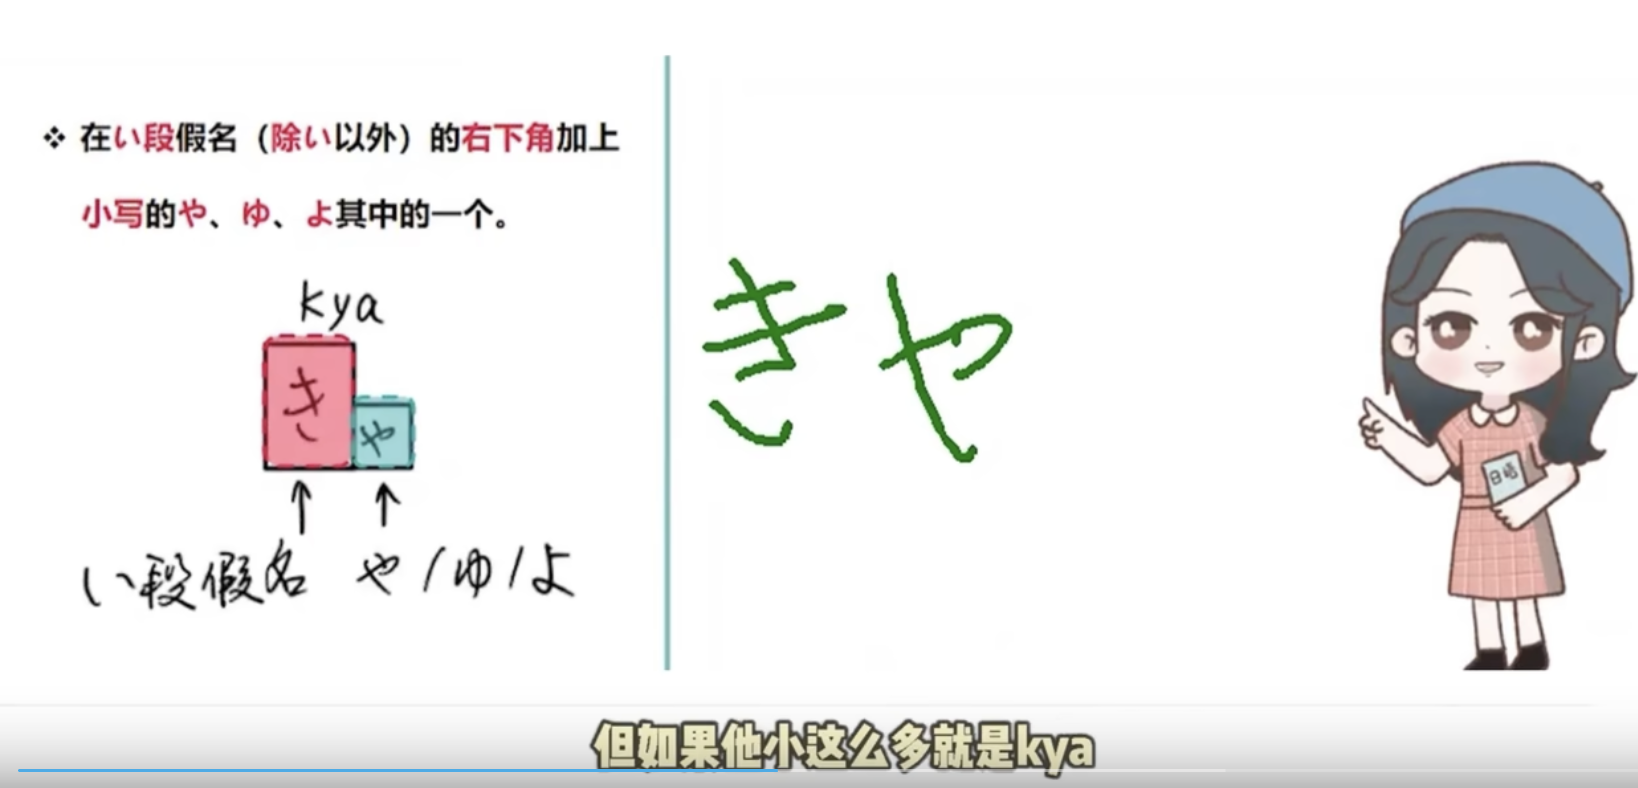 ❖ 在い段假名（除い以外）的右下角加上
小写的や、ゆ、よ其中的一个。
kya
きゃ
い段假名 や/ゆ/よ
きや
日语
但如果他小这么多就是kya